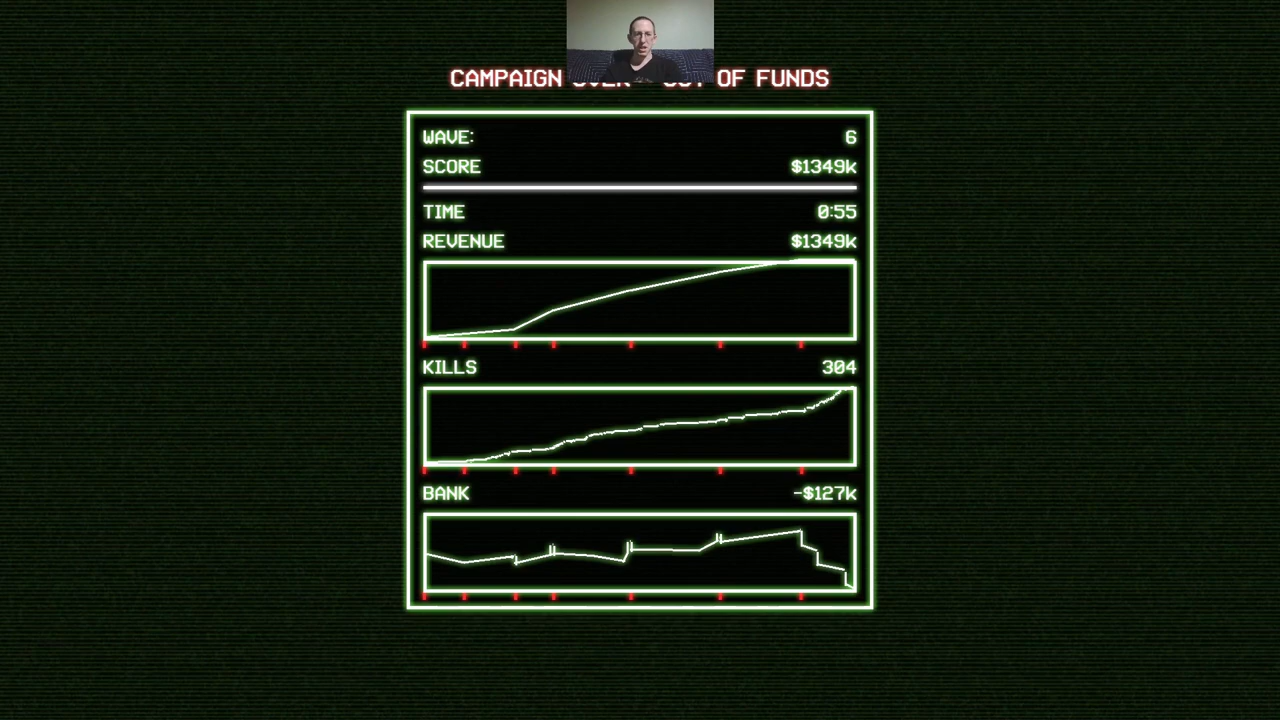 CAMPAIGN OF FUNDS
WAVE: 6
SCORE $1349k
TIME 0:55
REVENUE $1349k
KILLS 304
BANK -$127k